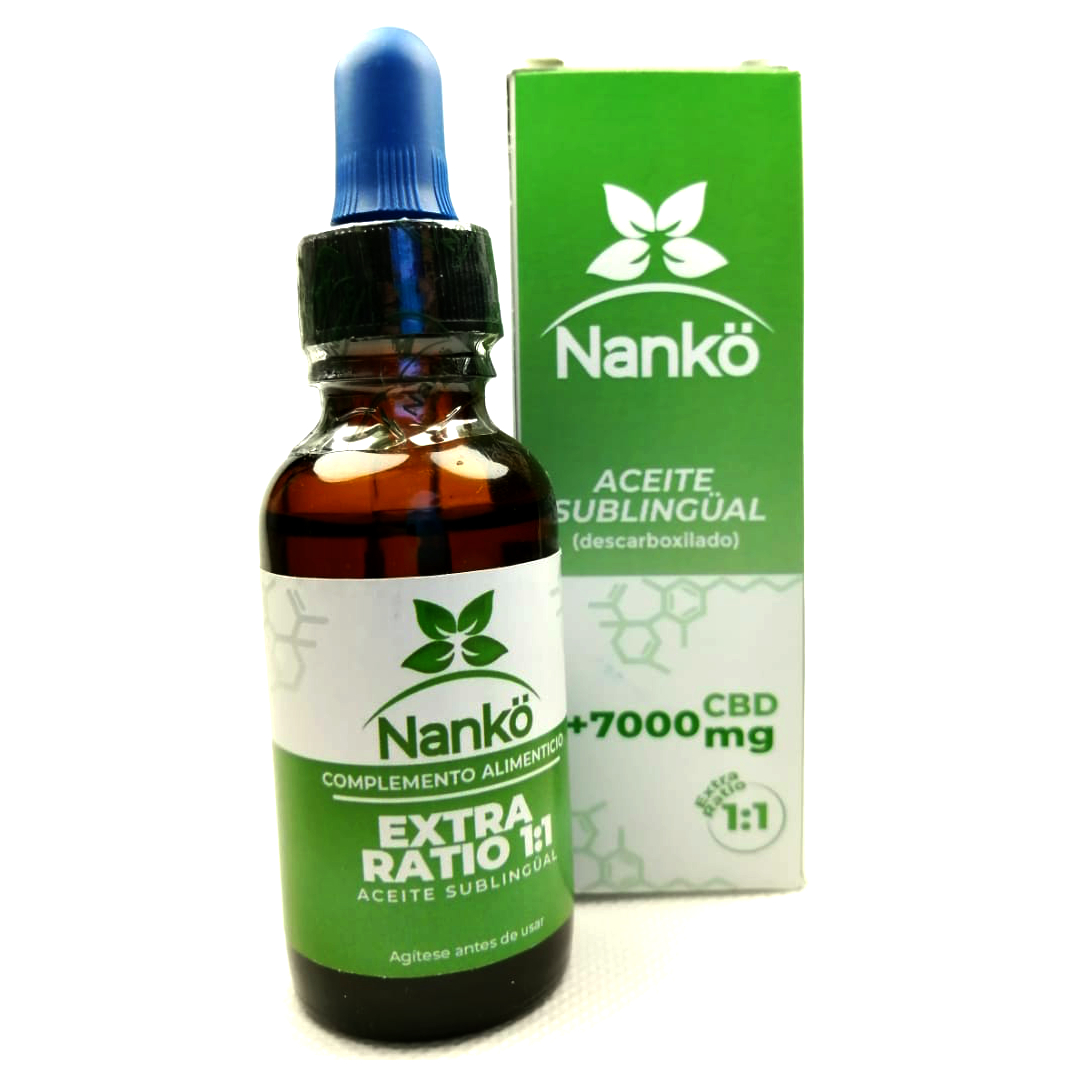 Nankö
COMPLEMENTO ALIMENTICIO
EXTRA
RATIO 1:1
ACEITE SUBLINGÜAL
Agítese antes de usar
Nankö
ACEITE
SUBLINGÜAL
(descarboxilado)
+7000 CBD
mg
Extra
Ratio
1:1